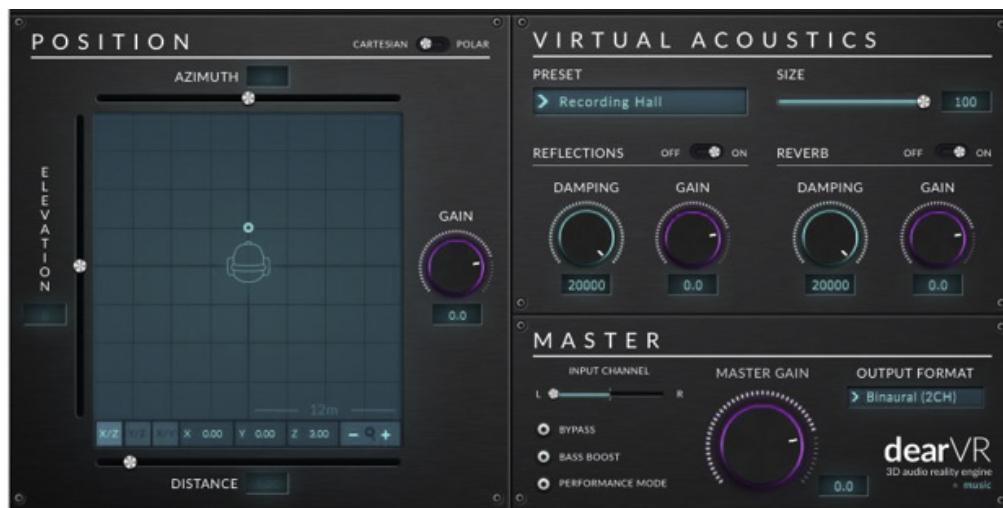 POSITION
CARTESIAN POLAR
AZIMUTH
ELEVATION
GAIN
0.0
12m
X/Z Y/Z X/Y X 0.00 Y 0.00 Z 3.00 − +
DISTANCE
VIRTUAL ACOUSTICS
PRESET
Recording Hall
SIZE
100
REFLECTIONS OFF ON
DAMPING GAIN
20000 0.0
REVERB OFF ON
DAMPING GAIN
20000 0.0
MASTER
INPUT CHANNEL
L R
BYPASS
BASS BOOST
PERFORMANCE MODE
MASTER GAIN
0.0
OUTPUT FORMAT
Binaural (2CH)
dearVR
3D audio reality engine
music